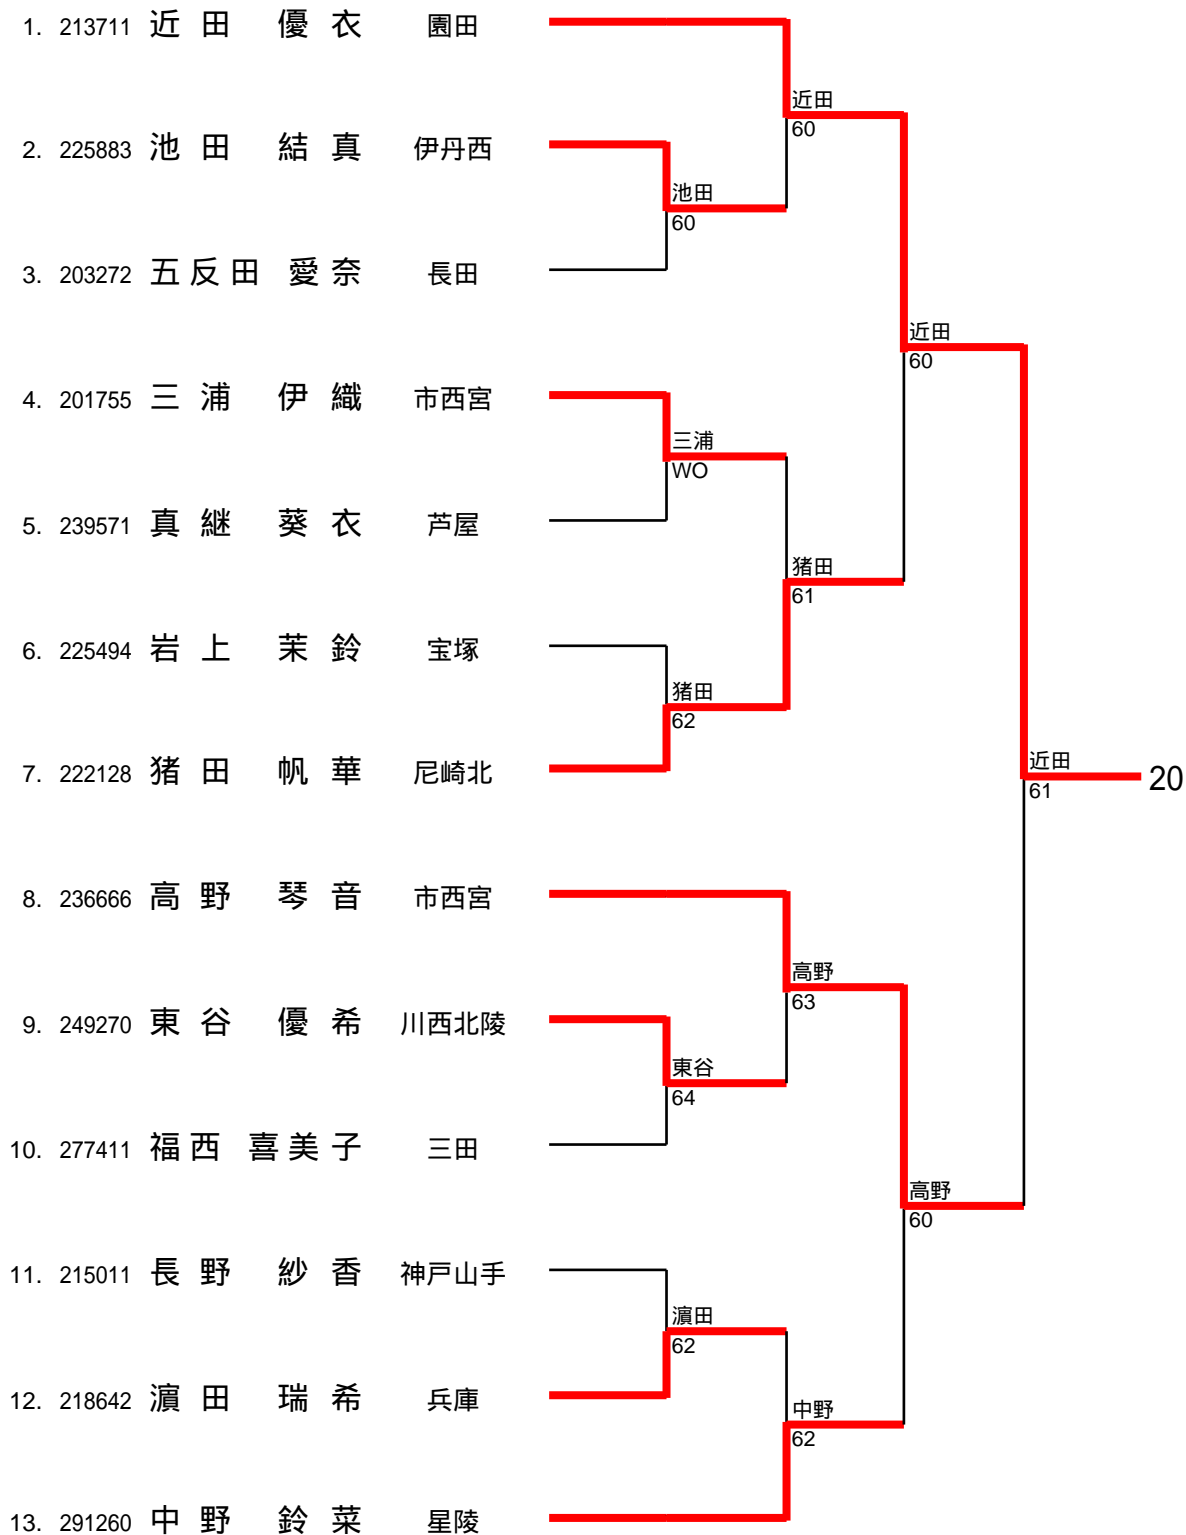 1. 213711 近田 優衣 園田
近田
60
2. 225883 池田 結真 伊丹西
池田
60
3. 203272 五反田 愛奈 長田
近田
60
4. 201755 三浦 伊織 市西宮
三浦
WO
5. 239571 真継 葵衣 芦屋
猪田
61
6. 225494 岩上 茉鈴 宝塚
猪田
62
7. 222128 猪田 帆華 尼崎北
近田
61
20
8. 236666 高野 琴音 市西宮
高野
63
9. 249270 東谷 優希 川西北陵
東谷
64
10. 277411 福西 喜美子 三田
高野
60
11. 215011 長野 紗香 神戸山手
濵田
62
12. 218642 濵田 瑞希 兵庫
中野
62
13. 291260 中野 鈴菜 星陵